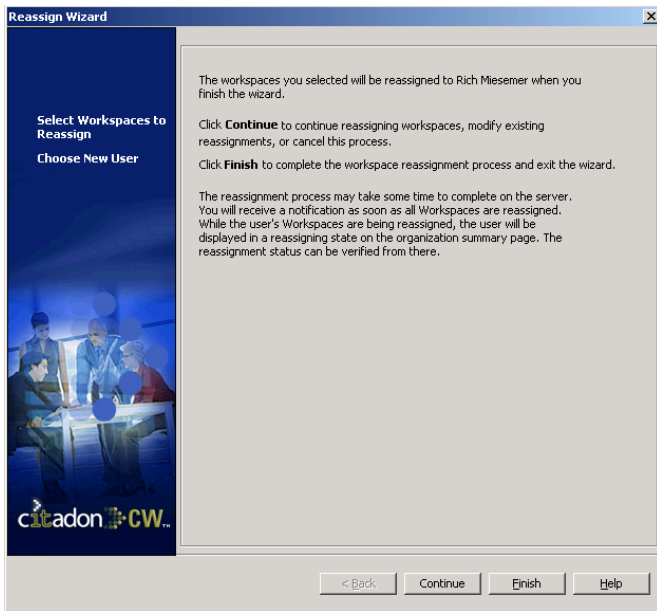 Reassign Wizard
Select Workspaces to
Reassign
Choose New User
The workspaces you selected will be reassigned to Rich Miesemer when you
finish the wizard.
Click Continue to continue reassigning workspaces, modify existing
reassignments, or cancel this process.
Click Finish to complete the workspace reassignment process and exit the wizard.
The reassignment process may take some time to complete on the server.
You will receive a notification as soon as all Workspaces are reassigned.
While the user's Workspaces are being reassigned, the user will be
displayed in a reassigning state on the organization summary page. The
reassignment status can be verified from there.
citadon CW™
< Back Continue Finish Help